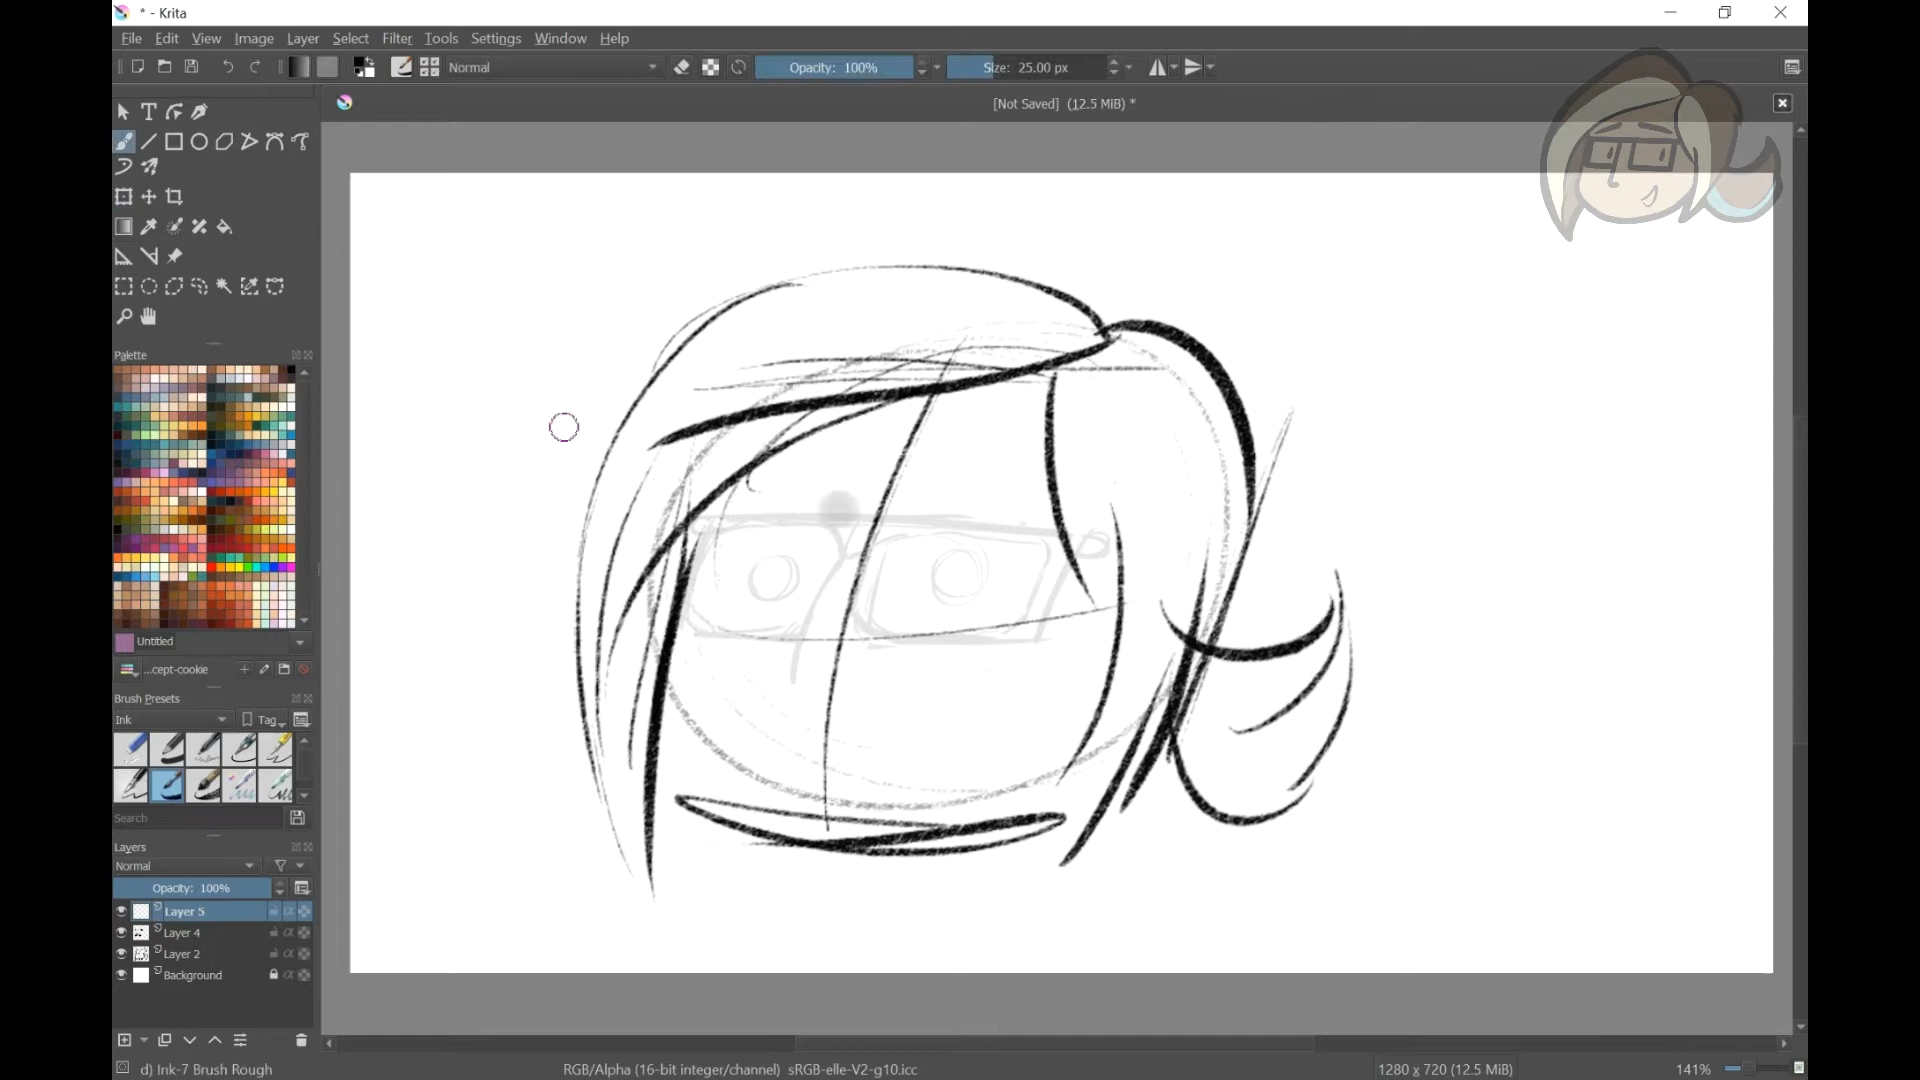 * - Krita
File Edit View Image Layer Select Filter Tools Settings Window Help
Normal Opacity: 100% Size: 25.00 px
[Not Saved] (12.5 MiB) *
Palette
Untitled
...cept-cookie
Brush Presets
Ink Tag
Search
Layers
Normal
Opacity: 100%
Layer 5
Layer 4
Layer 2
Background
d) Ink-7 Brush Rough RGB/Alpha (16-bit integer/channel) sRGB-elle-V2-g10.icc 1280 x 720 (12.5 MiB) 141%